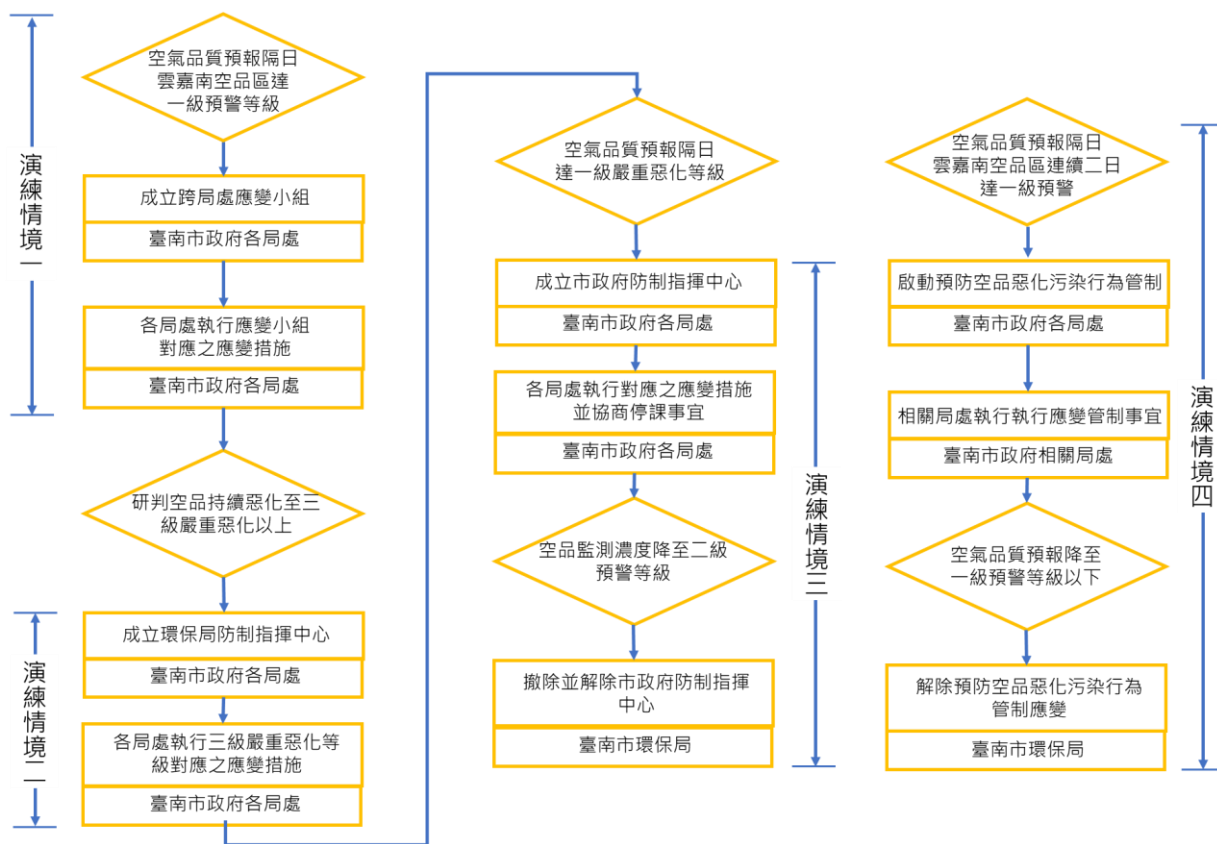 演練情境一
空氣品質預報隔日
雲嘉南空品區達
一級預警等級
成立跨局處應變小組
臺南市政府各局處
各局處執行應變小組
對應之應變措施
臺南市政府各局處
研判空品持續惡化至三
級嚴重惡化以上
演練情境二
成立環保局防制指揮中心
臺南市政府各局處
各局處執行三級嚴重惡化等
級對應之應變措施
臺南市政府各局處
空氣品質預報隔日
達一級嚴重惡化等級
演練情境三
成立市政府防制指揮中心
臺南市政府各局處
各局處執行對應之應變措施
並協商停課事宜
臺南市政府各局處
空品監測濃度降至二級
預警等級
撤除並解除市政府防制指揮
中心
臺南市環保局
演練情境四
空氣品質預報隔日
雲嘉南空品區連續二日
達一級預警
啟動預防空品惡化污染行為管制
臺南市政府各局處
相關局處執行執行應變管制事宜
臺南市政府相關局處
空氣品質預報降至
一級預警等級以下
解除預防空品惡化污染行為
管制應變
臺南市環保局